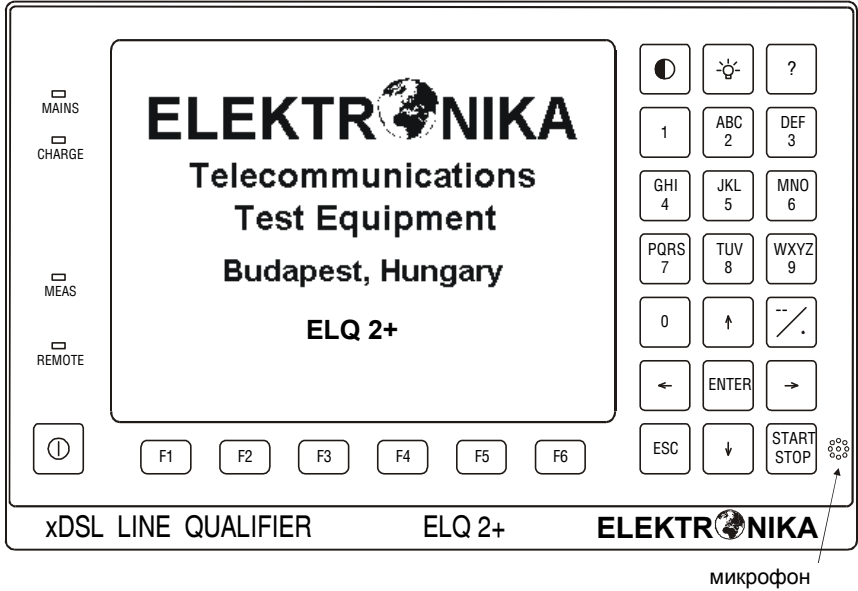 MAINS
CHARGE
MEAS
REMOTE
ELEKTRONIKA
Telecommunications
Test Equipment
Budapest, Hungary
ELQ 2+
?
1
ABC
2
DEF
3
GHI
4
JKL
5
MNO
6
PQRS
7
TUV
8
WXYZ
9
0
↑
--/.
←
ENTER
→
ESC
↓
START
STOP
F1
F2
F3
F4
F5
F6
xDSL LINE QUALIFIER
ELQ 2+
ELEKTRONIKA
микрофон